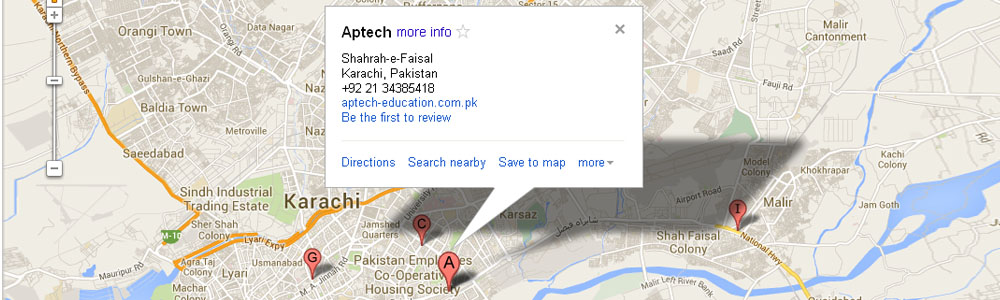 Aptech more info
Shahrah-e-Faisal
Karachi, Pakistan
+92 21 34385418
aptech-education.com.pk
Be the first to review
Directions Search nearby Save to map more
Orangi Town
Orangi Rd
Data Nagar
Northern Bypass
Gulshan-e-Ghazi
Baldia Town
Metroville
Saeedabad
Sindh Industrial
Trading Estate
Karachi
Sher Shah
Colony
M-10
Lyari Expy
Mauripur Rd
Agra Taj
Colony
Lyari
Usmanabad
M. A. Jinnah Rd
Machar
Colony
Jamshed
Quarters
University
Pakistan Employees
Co-Operative
Housing Society
Karsaz
شاہراہ فیصل
Sector 15
Malir
Cantonment
Saadi Rd
Fauji Rd
Model
Colony
Khokhrapar
Kachi
Colony
Airport Road
Malir
Jam Goth
Shah Faisal
Colony
National Hwy
Malir Left River Bank
Quaidabad
G
C
A
I